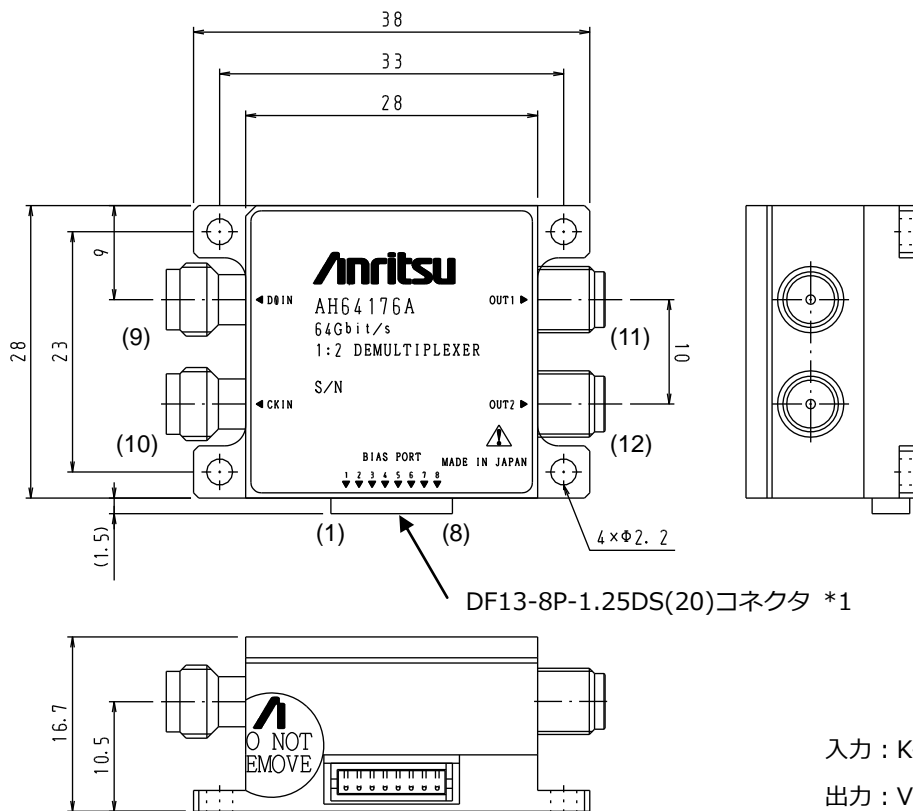 38
33
28
9
23
28
(1.5)
10
Anritsu
DQIN
OUT1
AH64176A
64Gbit/s
1:2 DEMULTIPLEXER
S/N
CKIN
OUT2
BIAS PORT
MADE IN JAPAN
1 2 3 4 5 6 7 8
(9)
(10)
(11)
(12)
(1)
(8)
4×Φ2.2
DF13-8P-1.25DS(20)コネクタ *1
16.7
10.5
O NOT
EMOVE
入力：K
出力：V